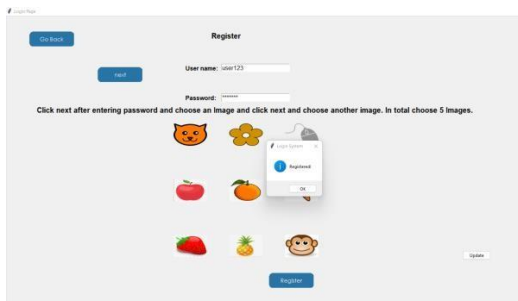 Login Page
Go Back
Register
next
User name: user123
Password: *******
Click next after entering password and choose an Image and click next and choose another image. In total choose 5 Images.
Login System
Registered
OK
Update
Register